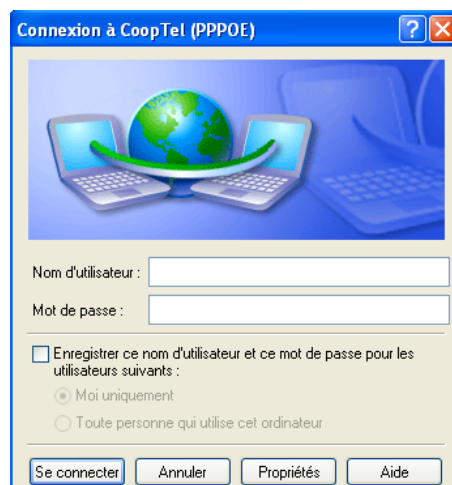 Connexion à CoopTel (PPPOE)
Nom d'utilisateur :
Mot de passe :
Enregistrer ce nom d'utilisateur et ce mot de passe pour les
utilisateurs suivants :
Moi uniquement
Toute personne qui utilise cet ordinateur
Se connecter Annuler Propriétés Aide